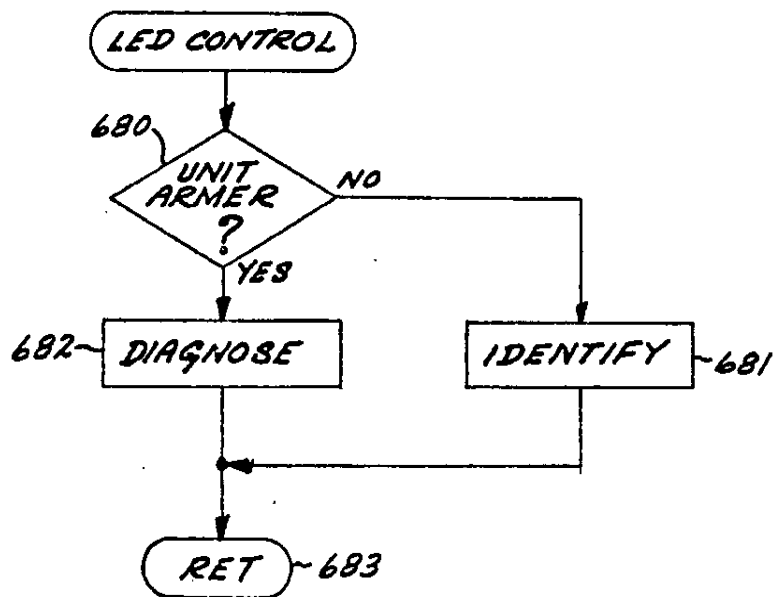 LED CONTROL
680
UNIT
ARMER
?
NO
YES
682
DIAGNOSE
IDENTIFY
681
RET
683